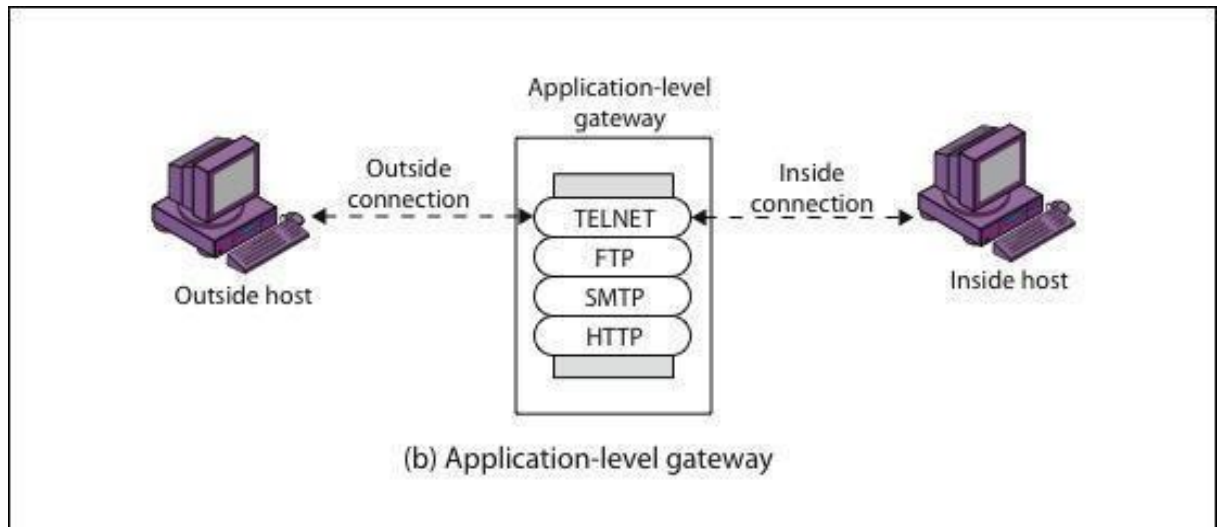 Application-level
gateway
Outside
connection
Inside
connection
TELNET
FTP
SMTP
HTTP
Outside host
Inside host
(b) Application-level gateway